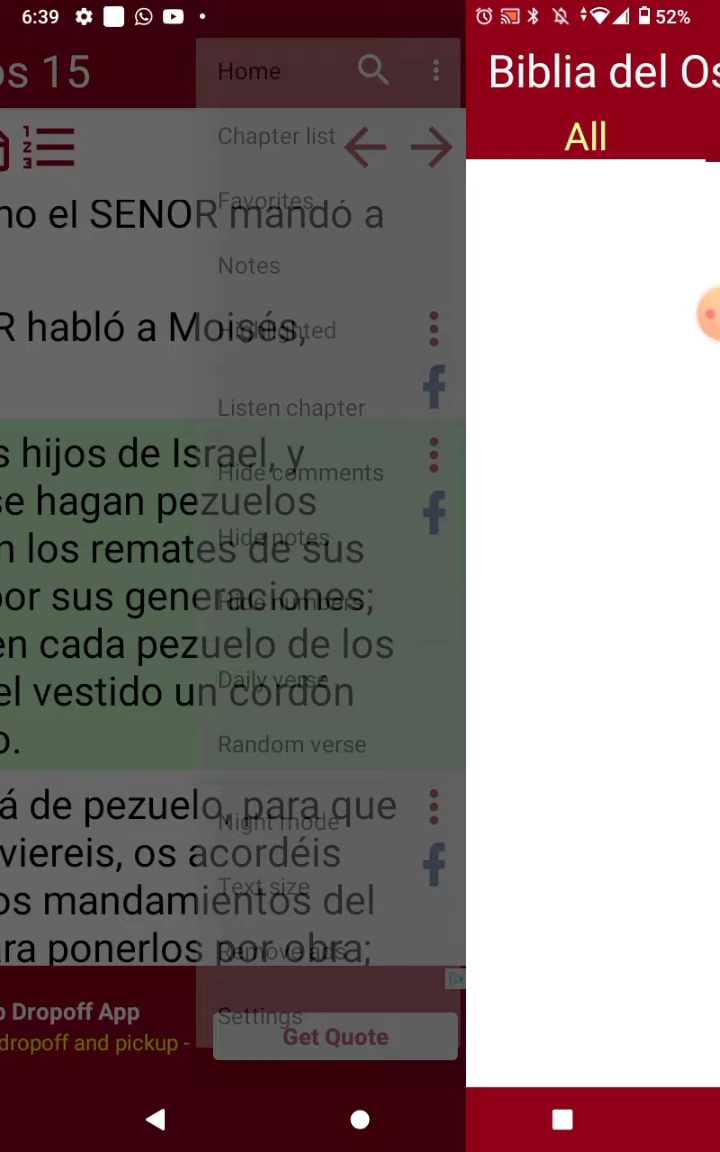 6:39
52%
os 15
Home
Biblia del Os
Chapter list
All
Favorites
no el SENOR mandó a
Notes
R habló a Moisés,
Highlighted
Listen chapter
s hijos de Israel, y
Hide comments
se hagan pezuelos
Hide notes
n los remates de sus
por sus generaciones;
Hide numbers
en cada pezuelo de los
Daily verse
el vestido un cordón
o.
Random verse
á de pezuelo, para que
Night mode
viereis, os acordéis
Text size
os mandamientos del
Remove ads
ara ponerlos por obra;
Settings
o Dropoff App
dropoff and pickup -
Get Quote